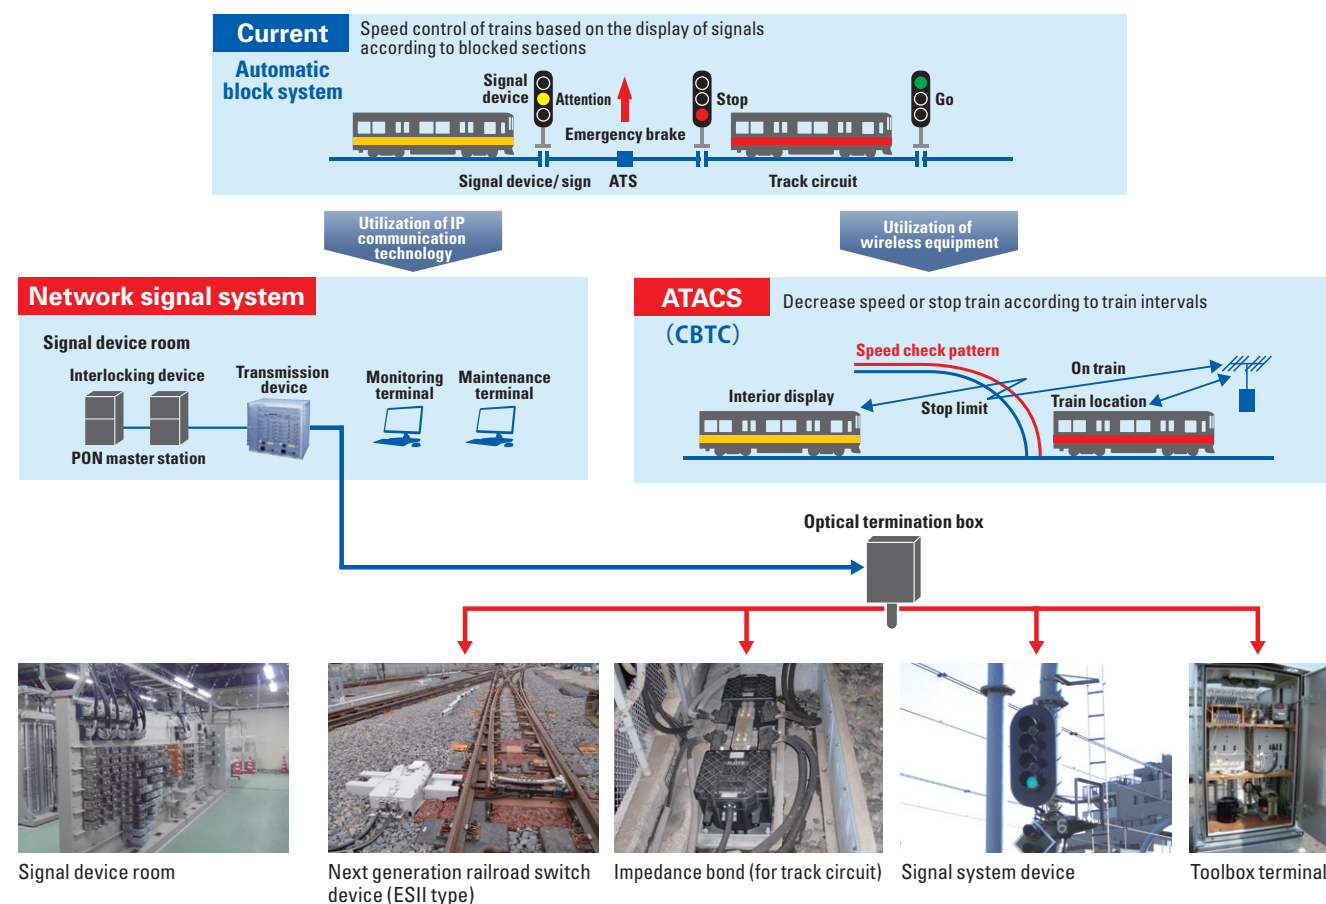 Current
Speed control of trains based on the display of signals
according to blocked sections
Automatic
block system
Signal
device
Attention
Emergency brake
Stop
Go
Signal device/ sign
ATS
Track circuit
Utilization of IP
communication
technology
Utilization of
wireless equipment
Network signal system
Signal device room
Interlocking device
PON master station
Transmission
device
Monitoring
terminal
Maintenance
terminal
ATACS
(CBTC)
Decrease speed or stop train according to train intervals
Speed check pattern
On train
Interior display
Stop limit
Train location
Optical termination box
Signal device room
Next generation railroad switch
device (ESII type)
Impedance bond (for track circuit)
6
Signal system device
Toolbox terminal